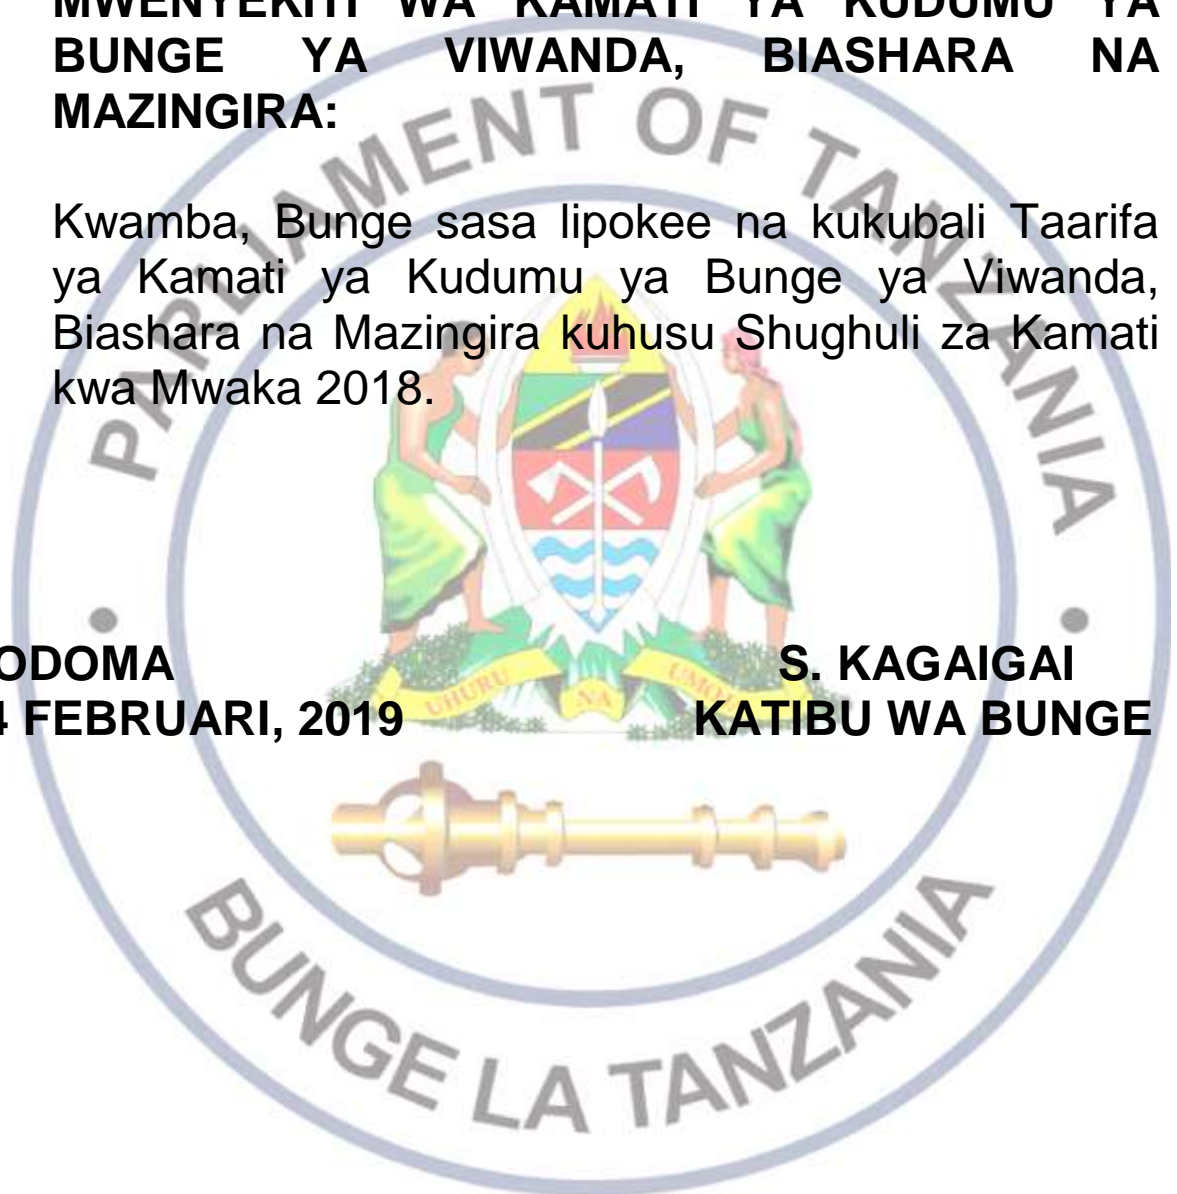 MWENYEKITI WA KAMATI YA KUDUMU YA
BUNGE YA VIWANDA, BIASHARA NA
MAZINGIRA:
PARLIAMENT OF TANZANIA
Kwamba, Bunge sasa lipokee na kukubali Taarifa
ya Kamati ya Kudumu ya Bunge ya Viwanda,
Biashara na Mazingira kuhusu Shughuli za Kamati
kwa Mwaka 2018.
ODOMA
S. KAGAIGAI
4 FEBRUARI, 2019
KATIBU WA BUNGE
UHURU NA UMOJA
BUNGE LA TANZANIA